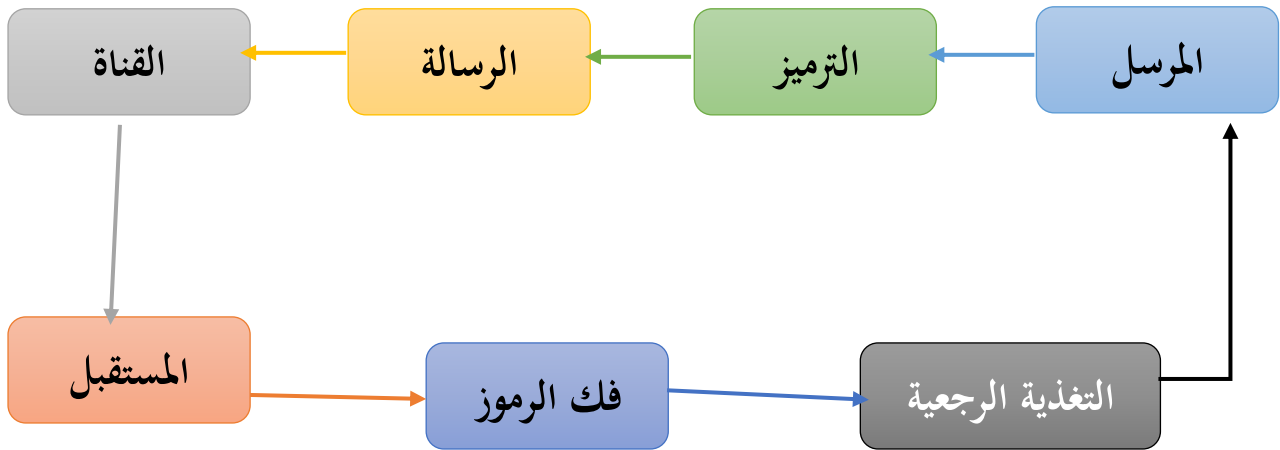 المرسل
الترميز
الرسالة
القناة
المستقبل
فك الرموز
التغذية الرجعية